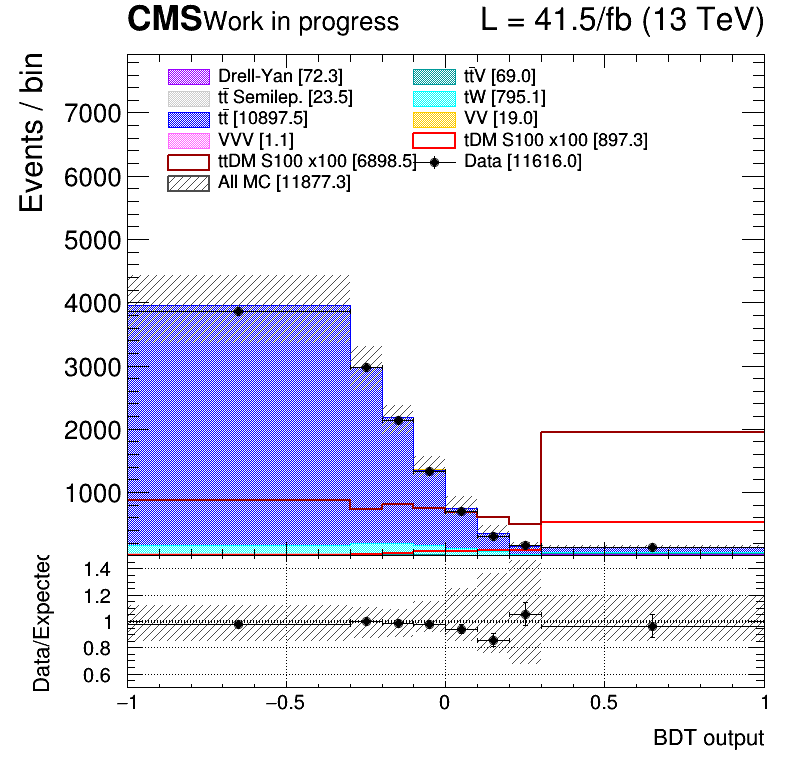 CMS Work in progress L = 41.5/fb (13 TeV)
Drell-Yan [72.3] tt̄V [69.0]
tt̄ Semilep. [23.5] tW [795.1]
tt̄ [10897.5] VV [19.0]
VVV [1.1] tDM S100 x100 [897.3]
ttDM S100 x100 [6898.5] Data [11616.0]
All MC [11877.3]
Events / bin
7000
6000
5000
4000
3000
2000
1000
Data/Expected
1.4
1.2
1
0.8
0.6
−1 −0.5 0 0.5 1
BDT output